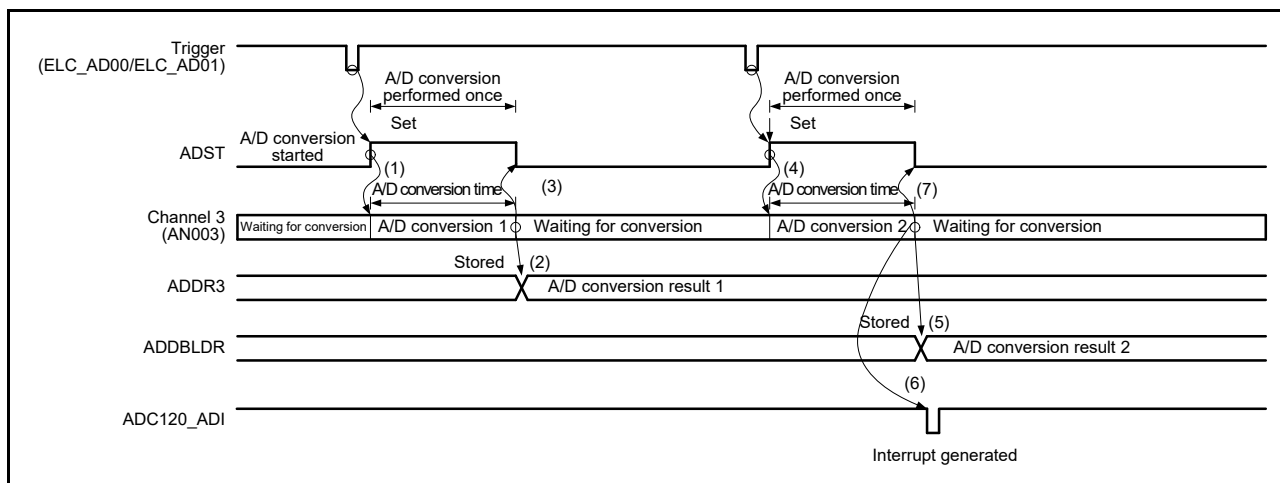 Trigger
(ELC_AD00/ELC_AD01)
A/D conversion
performed once
A/D conversion
performed once
Set
Set
A/D conversion
started
ADST
(1)
(3)
(4)
(7)
A/D conversion time
A/D conversion time
Channel 3
(AN003)
Waiting for conversion
A/D conversion 1
Waiting for conversion
A/D conversion 2
Waiting for conversion
Stored
(2)
ADDR3
A/D conversion result 1
Stored
(5)
ADDBLDR
A/D conversion result 2
(6)
ADC120_ADI
Interrupt generated